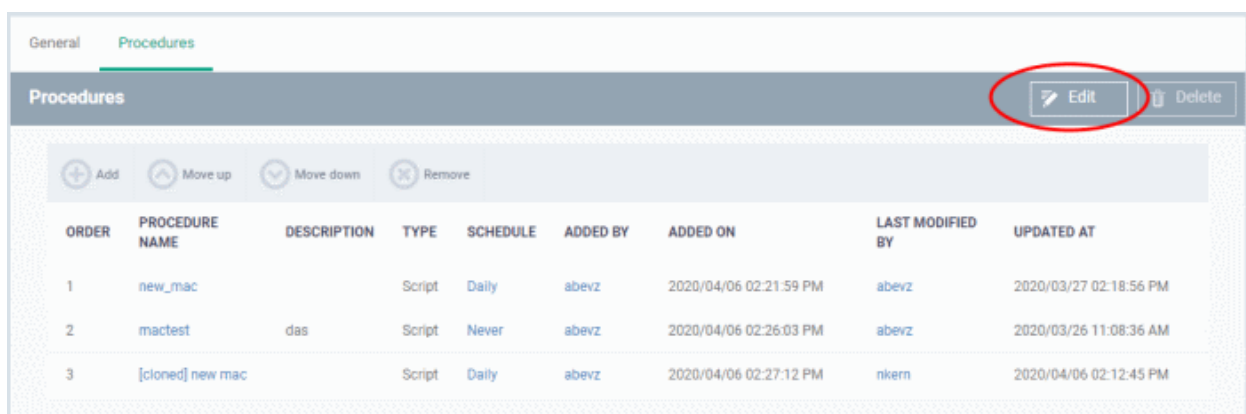 General Procedures
Procedures Edit Delete
Add Move up Move down Remove
ORDER PROCEDURE NAME DESCRIPTION TYPE SCHEDULE ADDED BY ADDED ON LAST MODIFIED BY UPDATED AT
1 new_mac Script Daily abevz 2020/04/06 02:21:59 PM abevz 2020/03/27 02:18:56 PM
2 mactest das Script Never abevz 2020/04/06 02:26:03 PM abevz 2020/03/26 11:08:36 AM
3 [cloned] new mac Script Daily abevz 2020/04/06 02:27:12 PM nkern 2020/04/06 02:12:45 PM